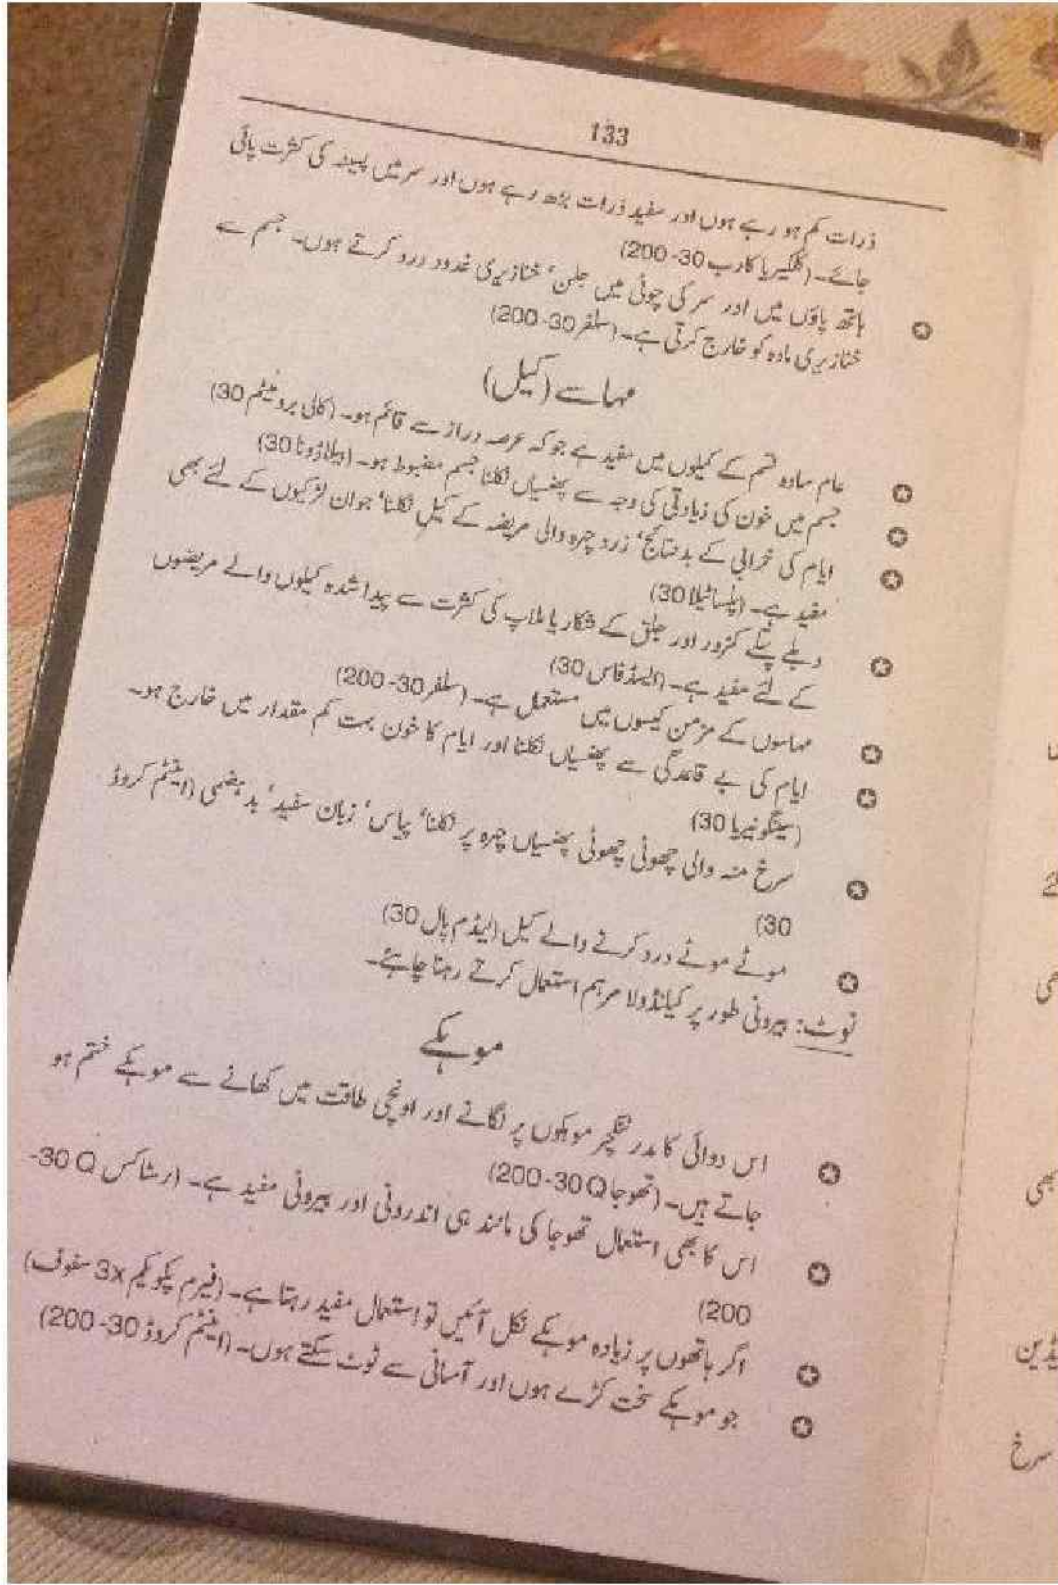 133
ذرات کم ہو رہے ہوں اور سفید ذرات بڑھ رہے ہوں اور سر میں پسینہ کی کثرت پائی
جائے۔ (کلکیریا کارب 30-200)
ہاتھ پاؤں میں اور سر کی چوٹی میں جلن‘ خنازیری غدود درد کرتے ہوں۔ جسم سے
خنازیری مادہ کو خارج کرتی ہے۔ (سلفر 30-200)
مہاسے (کیل)
عام سادہ قسم کے کیلوں میں مفید ہے جو کہ عرصہ دراز سے قائم ہو۔ (کالی برومیٹم 30)
جسم میں خون کی زیادتی کی وجہ سے پھنسیاں نکلنا جسم مضبوط ہو۔ (بیلاڈونا 30)
ایام کی خرابی کے بدنتائج‘ زرد چہرہ والی مریضہ کے کیل نکلنا‘ جوان لڑکیوں کے لئے بھی
مفید ہے۔ (پلساٹیلا 30)
دبلے پتلے کمزور اور جلق کے شکار یا ملاپ کی کثرت سے پیدا شدہ کیلوں والے مریضوں
کے لئے مفید ہے۔ (ایسڈ فاس 30)
مہاسوں کے مزمن کیسوں میں مستعمل ہے۔ (سلفر 30-200)
ایام کی بے قاعدگی سے پھنسیاں نکلنا اور ایام کا خون بہت کم مقدار میں خارج ہو۔
(سینگونیریا 30)
سرخ منہ والی چھوٹی چھوٹی پھنسیاں چہرہ پر نکلنا‘ پیاس‘ زبان سفید‘ بدہضمی (اینٹم کروڈ
30)
موٹے موٹے درد کرنے والے کیل (لیڈم پال 30)
نوٹ: بیرونی طور پر کیلنڈولا مرہم استعمال کرتے رہنا چاہئے۔
موہکے
اس دوائی کا مدر ٹنکچر موہکوں پر لگانے اور اونچی طاقت میں کھانے سے موہکے ختم ہو
جاتے ہیں۔ (تھوجا Q 30-200)
اس کا بھی استعمال تھوجا کی مانند ہی اندرونی اور بیرونی مفید ہے۔ (رسٹاکس Q 30-
200)
اگر ہاتھوں پر زیادہ موہکے نکل آئیں تو استعمال مفید رہتا ہے۔ (فیرم پکریکم 3x سفوف)
جو موہکے سخت کڑے ہوں اور آسانی سے ٹوٹ سکتے ہوں۔ (اینٹم کروڈ 30-200)
سرخ